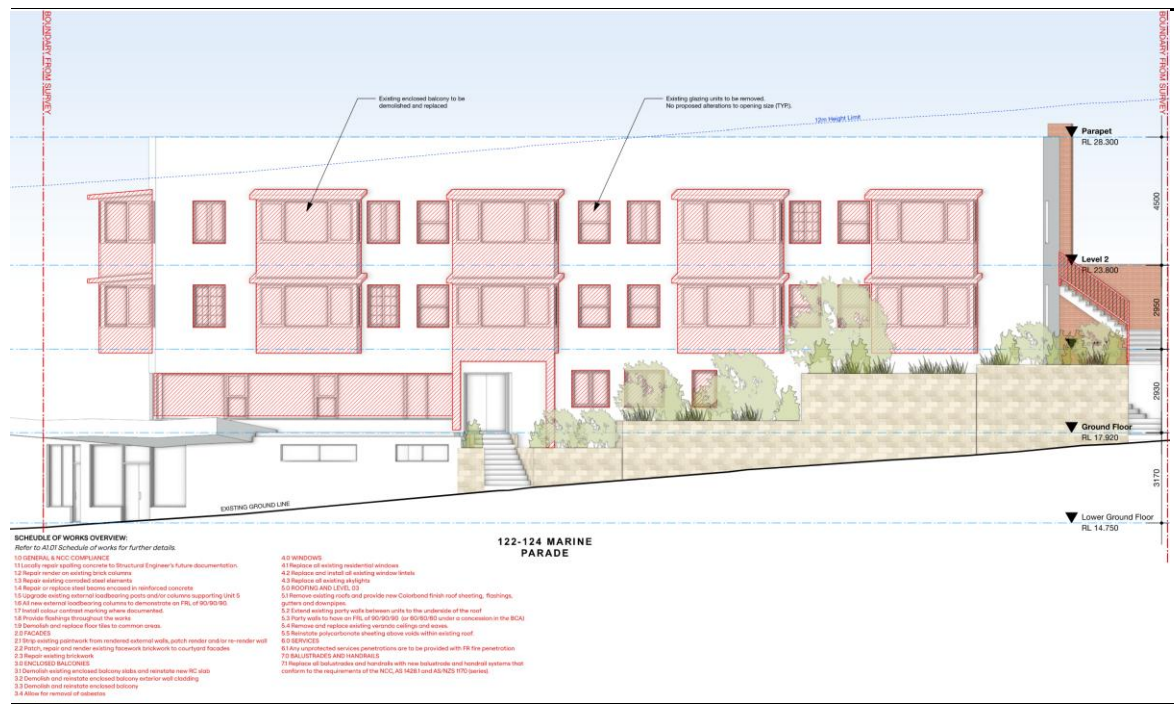 BOUNDARY FROM SURVEY
BOUNDARY FROM SURVEY
Existing enclosed balcony to be
demolished and replaced
Existing glazing units to be removed.
No proposed alterations to opening size (TYP.).
12m Height Limit
Parapet
RL 28.300
4500
Level 2
RL 23.800
2950
2930
Ground Floor
RL 17.920
3170
Lower Ground Floor
RL 14.750
EXISTING GROUND LINE
122-124 MARINE
PARADE
SCHEUDLE OF WORKS OVERVIEW:
Refer to A1.01 Schedule of works for further details.
1.0 GENERAL & NCC COMPLIANCE
1.1 Locally repair spalling concrete to Structural Engineer's future documentation.
1.2 Repair render on existing brick columns
1.3 Repair existing corroded steel elements
1.4 Repair or replace steel beams encased in reinforced concrete
1.5 Upgrade existing external loadbearing posts and/or columns supporting Unit 5
1.6 All new external loadbearing columns to demonstrate an FRL of 90/90/90
1.7 Install colour contrast marking where documented
1.8 Provide flashings throughout the works
1.9 Demolish and replace floor tiles to common areas.
2.0 FACADES
2.1 Strip existing paintwork from rendered external walls, patch render and/or re-render wall
2.2 Patch, repair and render existing facework brickwork to courtyard facades
2.3 Repair existing brickwork
3.0 ENCLOSED BALCONIES
3.1 Demolish existing enclosed balcony slabs and reinstate new RC slab
3.2 Demolish and reinstate enclosed balcony exterior wall cladding
3.3 Demolish and reinstate enclosed balcony
3.4 Allow for removal of asbestos
4.0 WINDOWS
4.1 Replace all existing residential windows
4.2 Replace and install all existing window lintels
4.3 Replace all existing skylights
5.0 ROOFING AND LEVEL 03
5.1 Remove existing roofs and provide new Colorbond finish roof sheeting, flashings,
gutters and downpipes.
5.2 Extend existing party walls between units to the underside of the roof
5.3 Party walls to have an FRL of 90/90/90 (or 60/60/60 under a concession in the BCA)
5.4 Remove and replace existing veranda ceilings and eaves.
5.5 Reinstate polycarbonate sheeting above voids within existing roof
6.0 SERVICES
6.1 Any unprotected services penetrations are to be provided with FR fire penetration
7.0 BALUSTRADES AND HANDRAILS
7.1 Replace all balustrades and handrails with new balustrade and handrail systems that
conform to the requirements of the NCC, AS 1428.1 and AS/NZS 1170 (series).